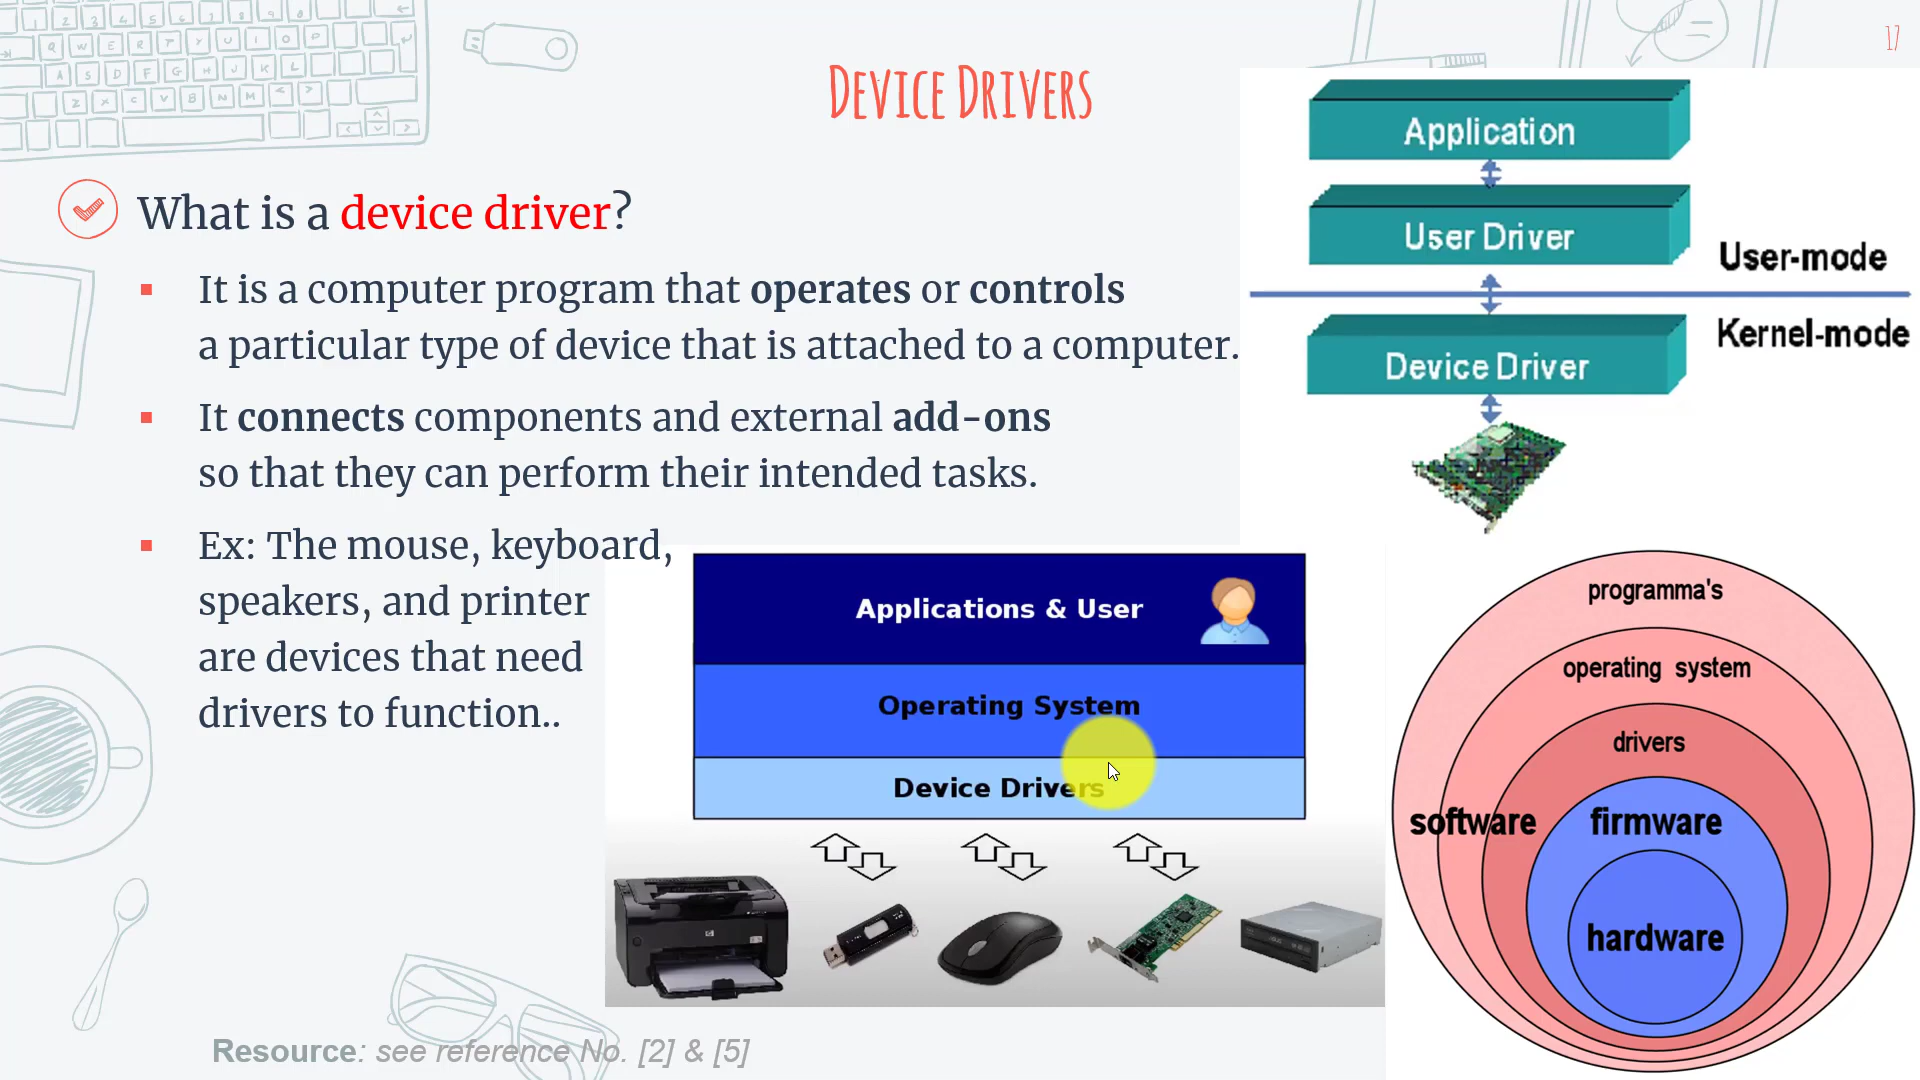 17
Device Drivers
What is a device driver?
It is a computer program that operates or controls
a particular type of device that is attached to a computer.
It connects components and external add-ons
so that they can perform their intended tasks.
Ex: The mouse, keyboard,
speakers, and printer
are devices that need
drivers to function..
Application
User Driver
User-mode
Kernel-mode
Device Driver
Applications & User
Operating System
Device Drivers
programma's
operating system
drivers
software
firmware
hardware
Resource: see reference No. [2] & [5]